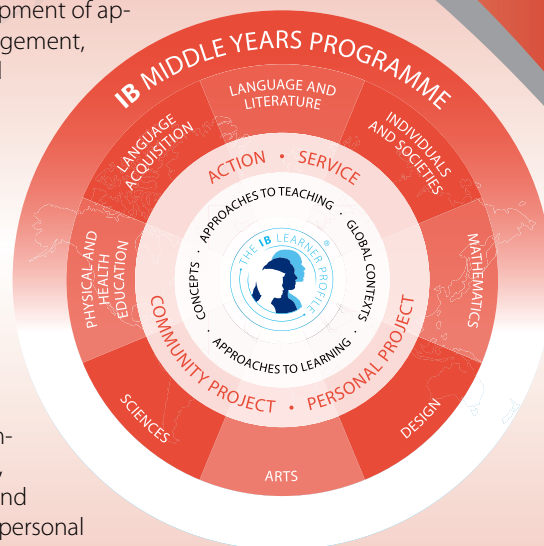 pment of ap-
gement,
IB MIDDLE YEARS PROGRAMME
LANGUAGE AND
LITERATURE
INDIVIDUALS
AND SOCIETIES
MATHEMATICS
DESIGN
ARTS
SCIENCES
PHYSICAL AND
HEALTH
EDUCATION
LANGUAGE
ACQUISITION
ACTION • SERVICE
COMMUNITY PROJECT • PERSONAL PROJECT
APPROACHES TO TEACHING · GLOBAL CONTEXTS · APPROACHES TO LEARNING · CONCEPTS ·
THE IB LEARNER PROFILE ®
n-
nd
personal